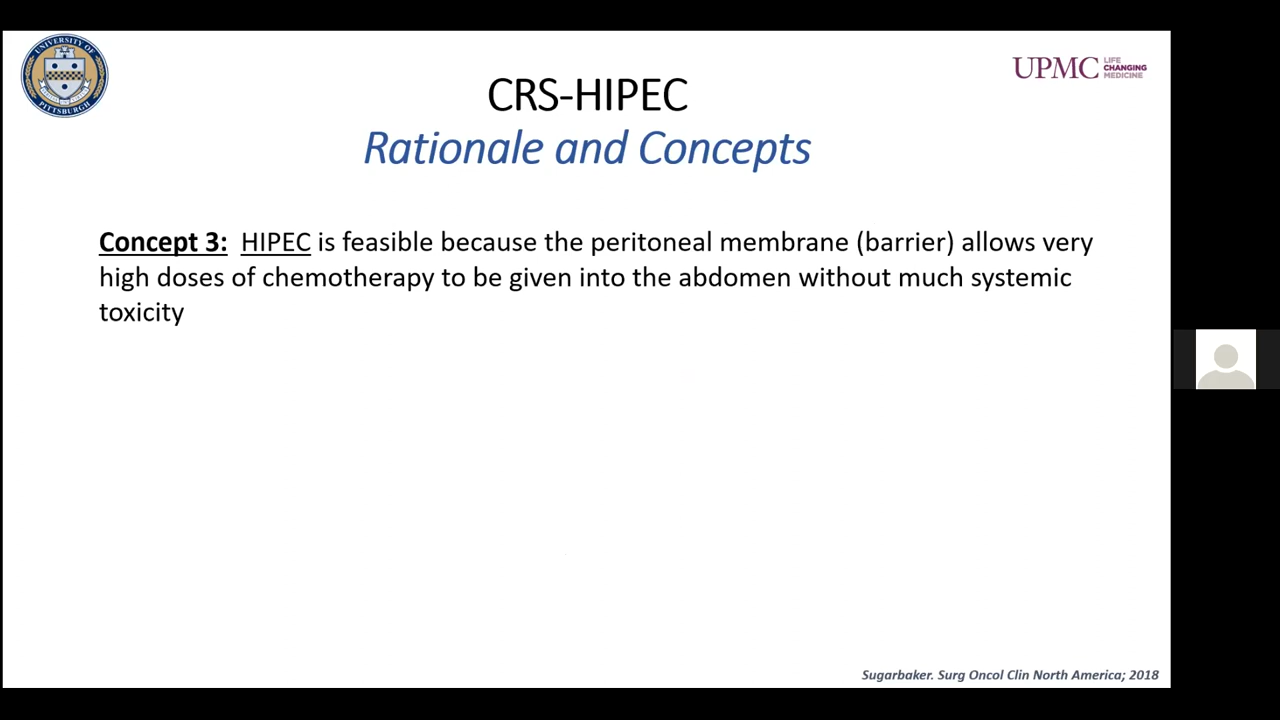 UNIVERSITY OF
PITTSBURGH
UPMC LIFE
CHANGING
MEDICINE
CRS-HIPEC
Rationale and Concepts
Concept 3: HIPEC is feasible because the peritoneal membrane (barrier) allows very
high doses of chemotherapy to be given into the abdomen without much systemic
toxicity
Sugarbaker. Surg Oncol Clin North America; 2018